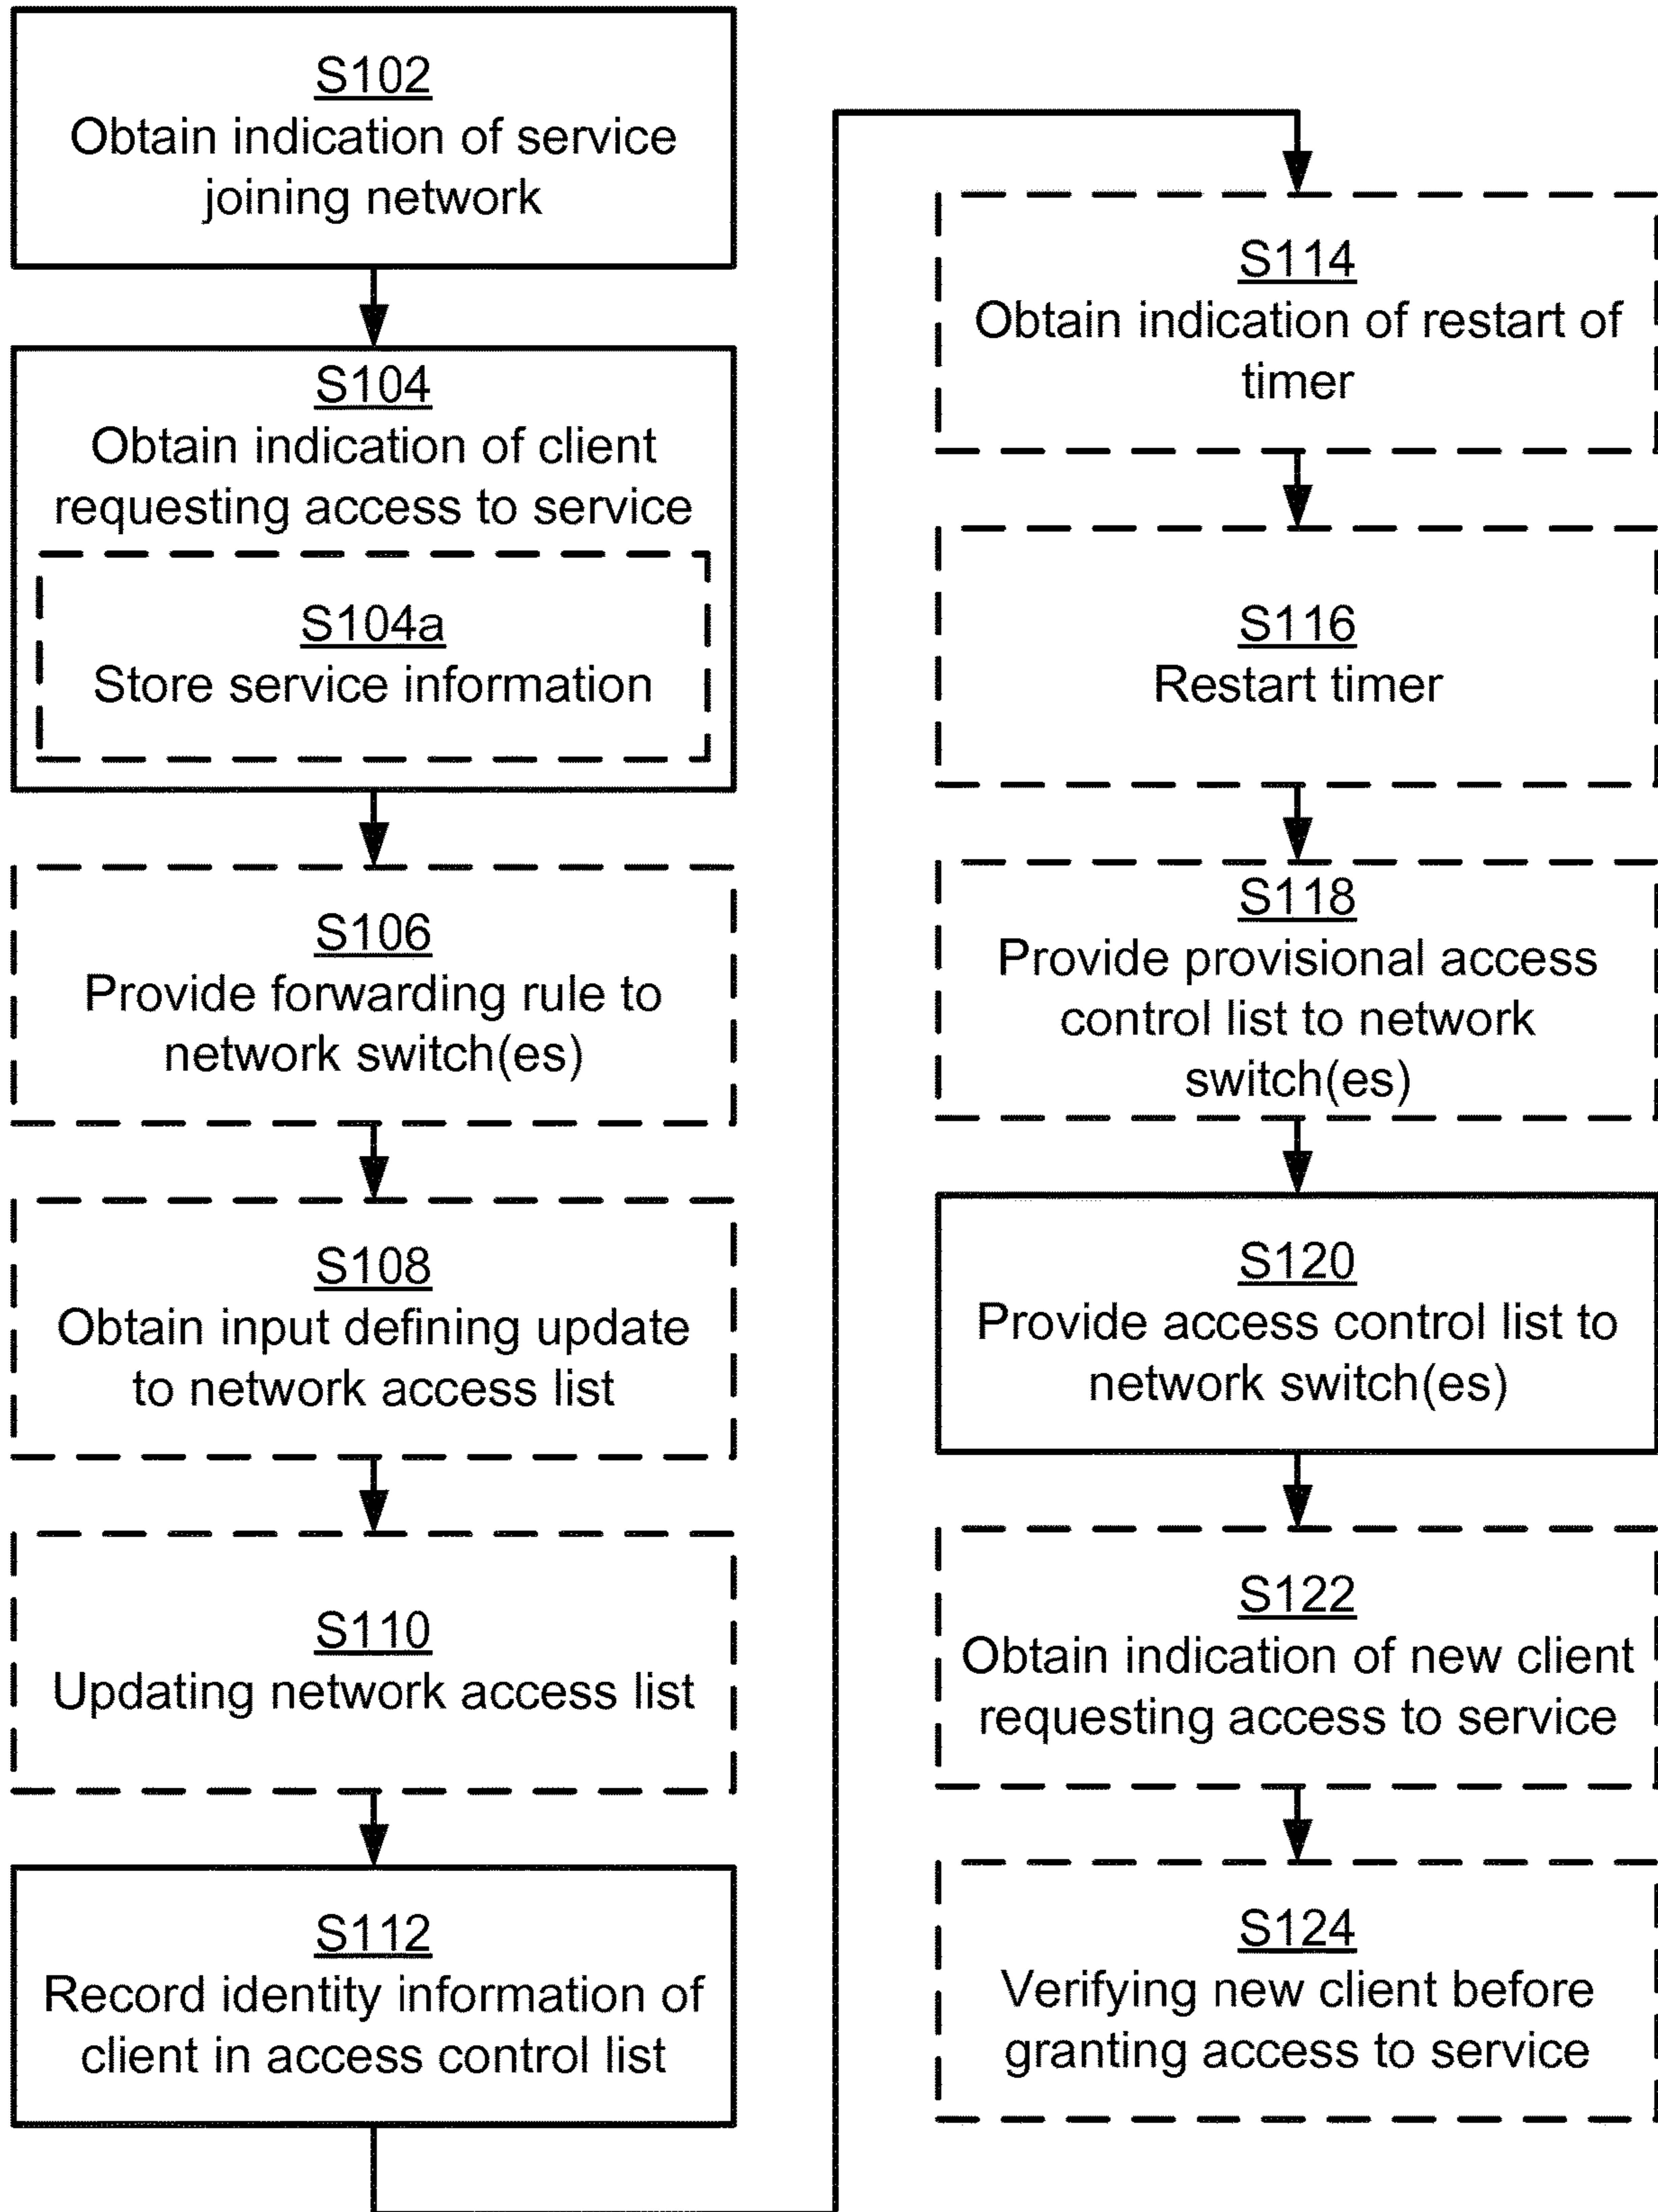 S102
Obtain indication of service
joining network
S104
Obtain indication of client
requesting access to service
S104a
Store service information
S106
Provide forwarding rule to
network switch(es)
S108
Obtain input defining update
to network access list
S110
Updating network access list
S112
Record identity information of
client in access control list
S114
Obtain indication of restart of
timer
S116
Restart timer
S118
Provide provisional access
control list to network
switch(es)
S120
Provide access control list to
network switch(es)
S122
Obtain indication of new client
requesting access to service
S124
Verifying new client before
granting access to service